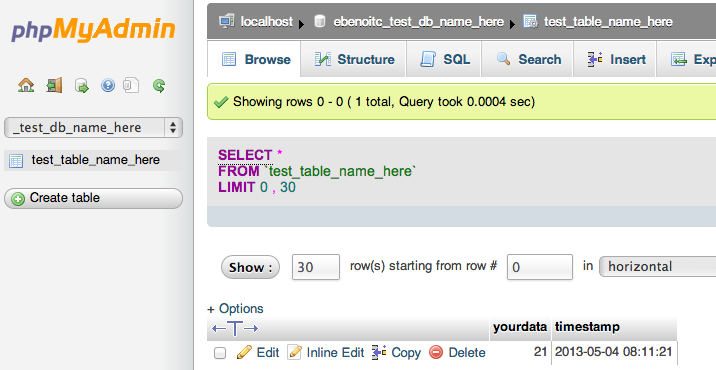 phpMyAdmin
_test_db_name_here
test_table_name_here
Create table
localhost ebenoitc_test_db_name_here test_table_name_here
Browse Structure SQL Search Insert Exp
Showing rows 0 - 0 ( 1 total, Query took 0.0004 sec)
SELECT *
FROM `test_table_name_here`
LIMIT 0 , 30
Show : 30 row(s) starting from row # 0 in horizontal
+ Options
←T→ yourdata timestamp
Edit Inline Edit Copy Delete 21 2013-05-04 08:11:21